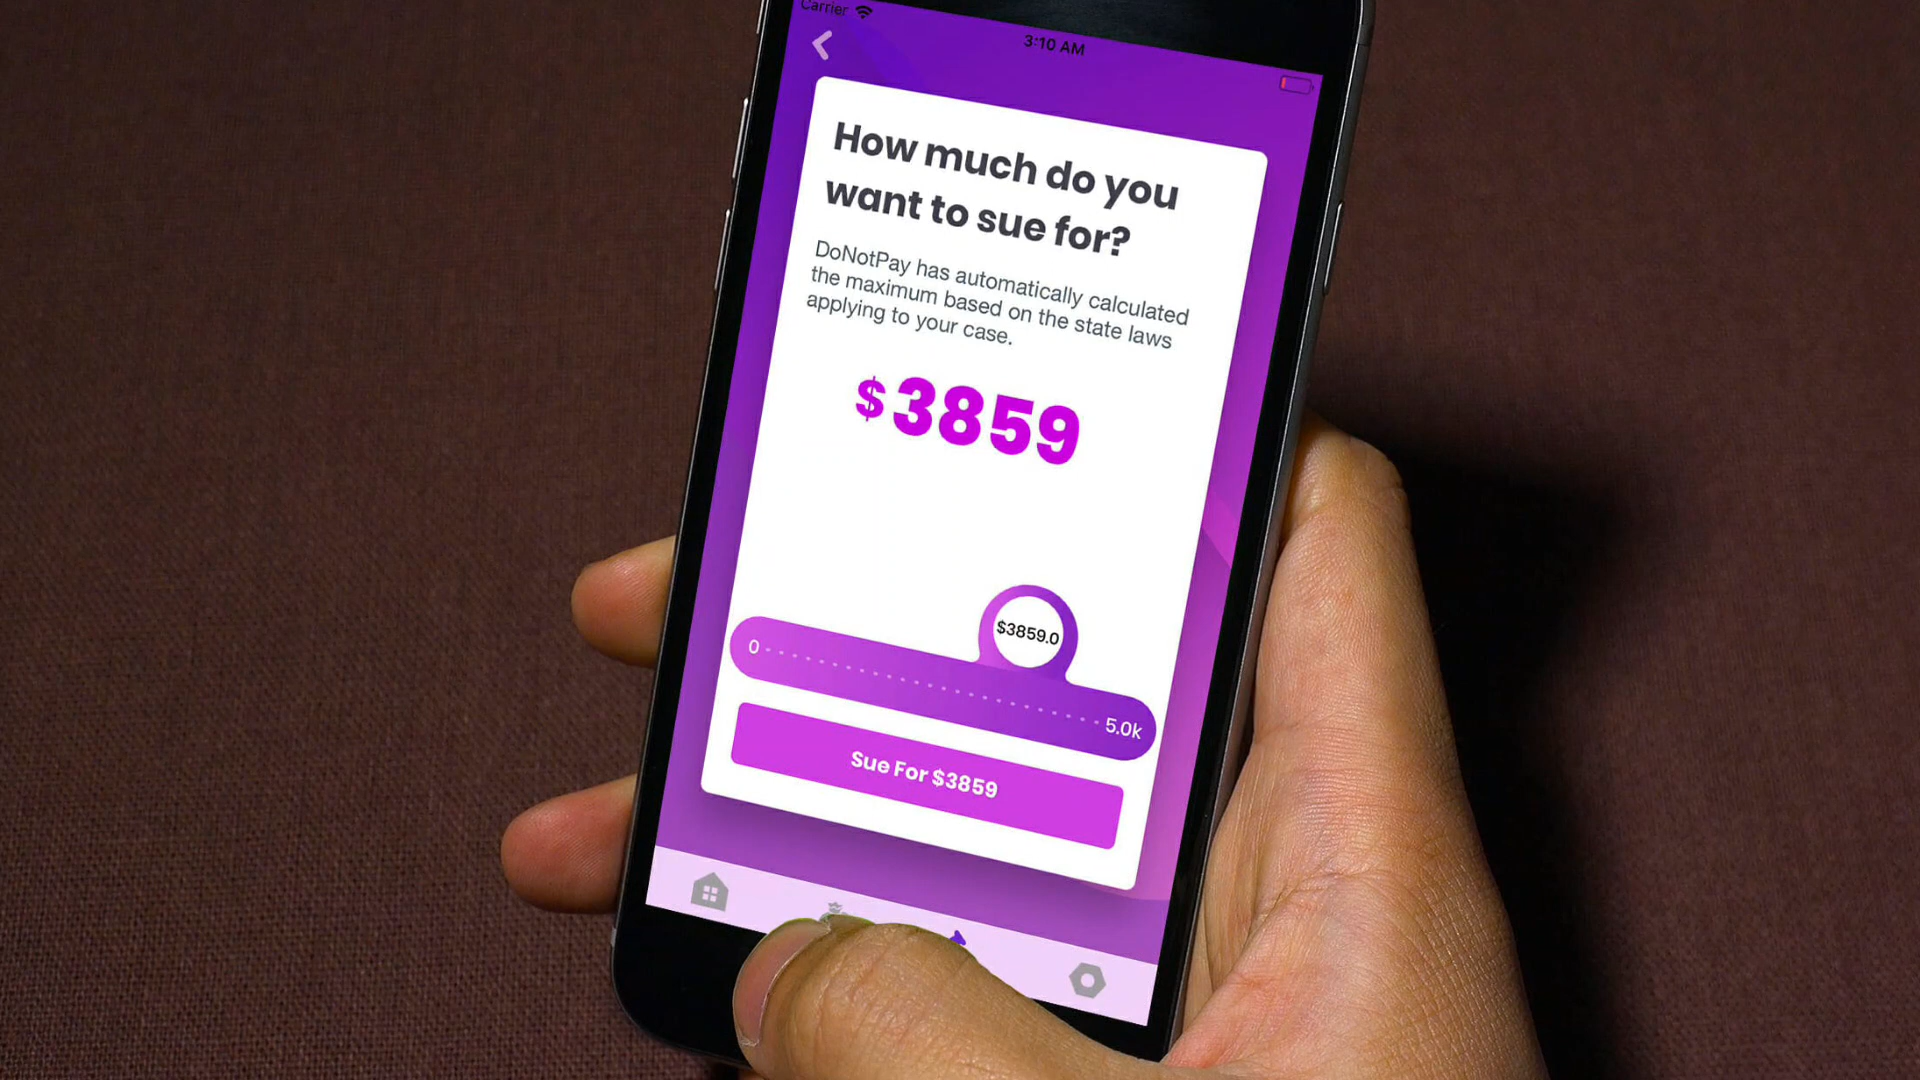 Carrier
3:10 AM
How much do you
want to sue for?
DoNotPay has automatically calculated
the maximum based on the state laws
applying to your case.
$3859
$3859.0
0
5.0k
Sue For $3859